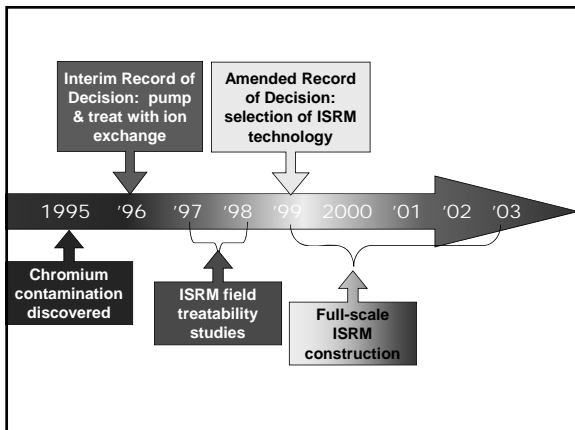 Interim Record of
Decision:  pump
& treat with ion
exchange
Amended Record
of Decision:
selection of ISRM
technology
1995 '96 '97 '98 '99 2000 '01 '02 '03
Chromium
contamination
discovered
ISRM field
treatability
studies
Full-scale
ISRM
construction